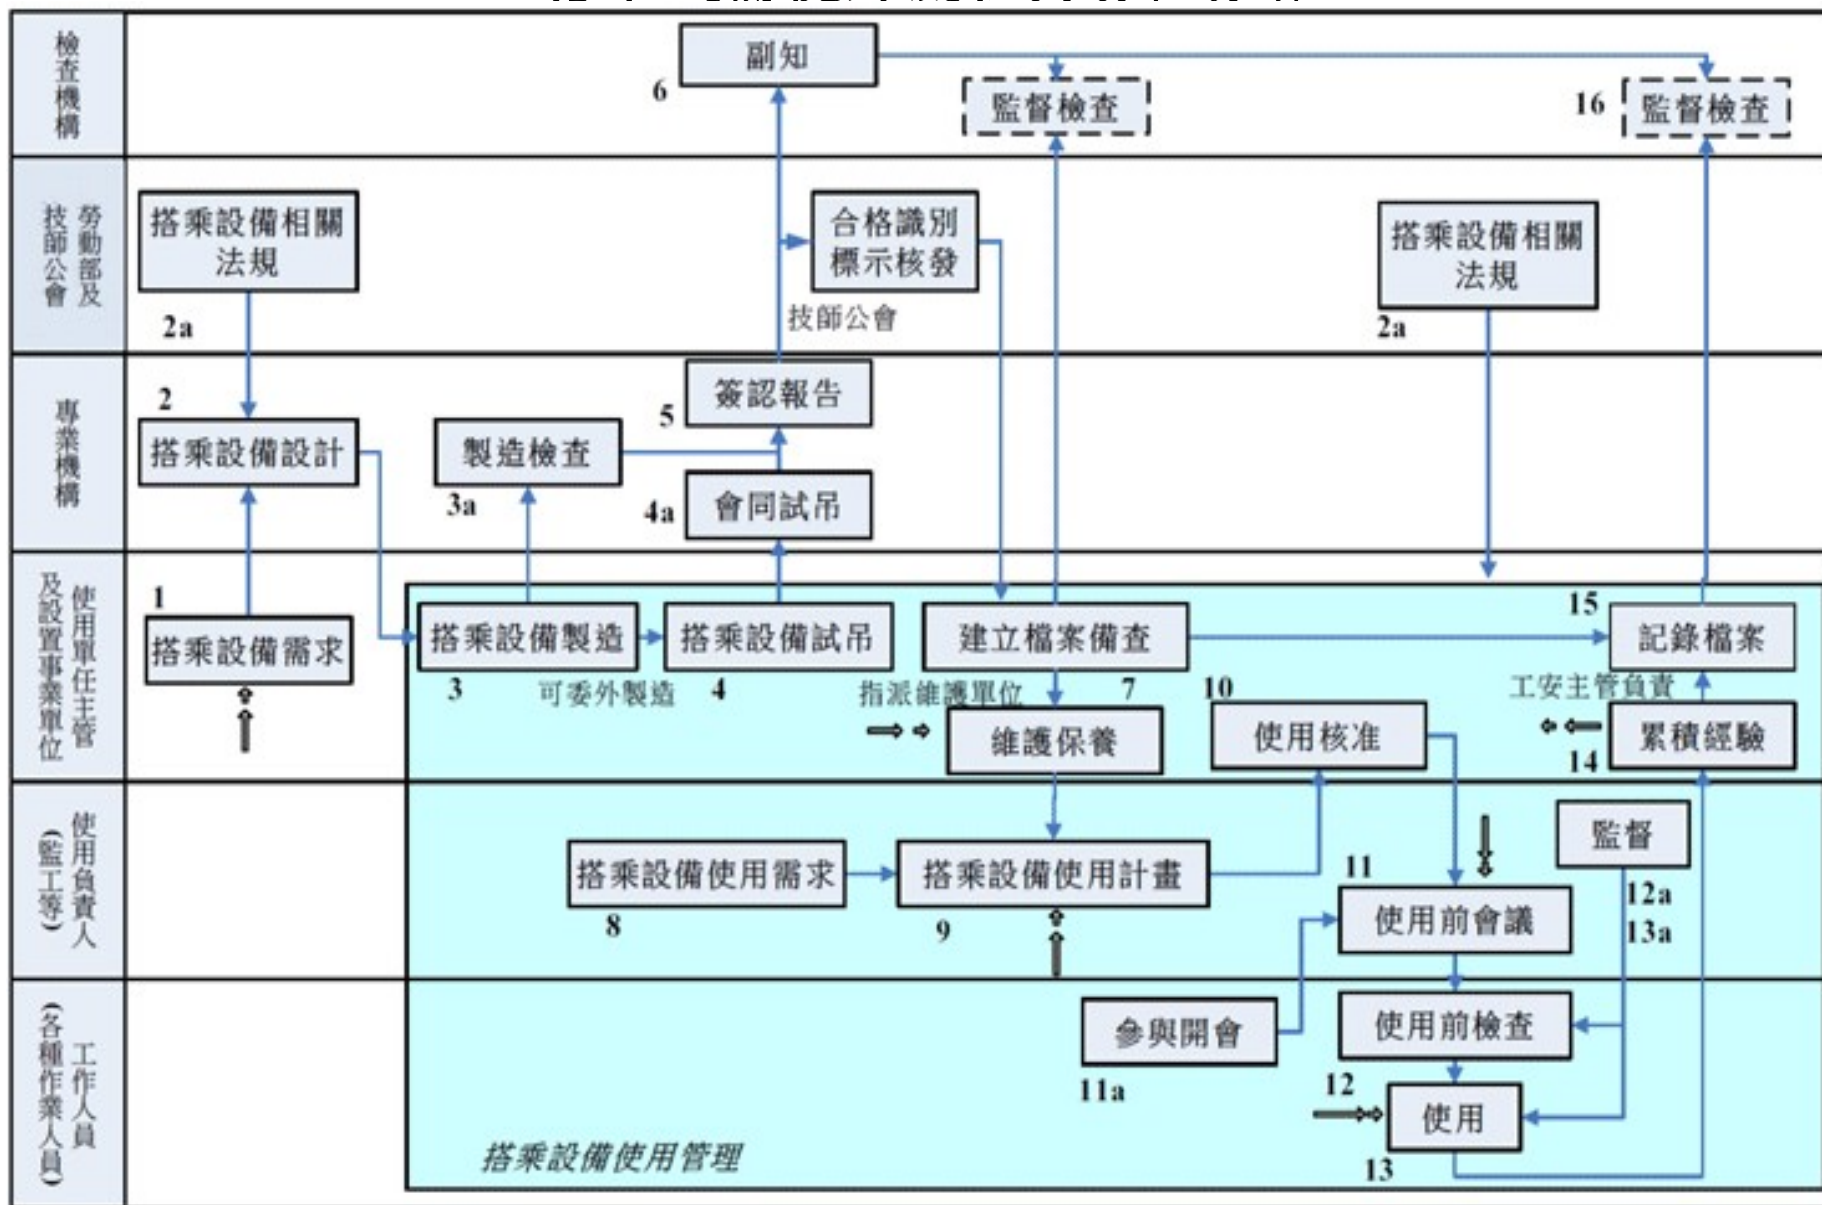 檢查機構
副知
6
監督檢查
16
監督檢查
勞動部及
技師公會
搭乘設備相關
法規
2a
合格識別
標示核發
技師公會
搭乘設備相關
法規
2a
專業機構
2
搭乘設備設計
製造檢查
3a
5
簽認報告
4a
會同試吊
使用單任主管
及設置事業單位
1
搭乘設備需求
搭乘設備製造
3
可委外製造
搭乘設備試吊
4
建立檔案備查
7
指派維護單位
維護保養
10
使用核准
15
記錄檔案
工安主管負責
累積經驗
14
使用負責人
(監工等)
搭乘設備使用需求
8
搭乘設備使用計畫
9
11
使用前會議
監督
12a
13a
工作人員
(各種作業人員)
參與開會
11a
使用前檢查
12
使用
13
搭乘設備使用管理